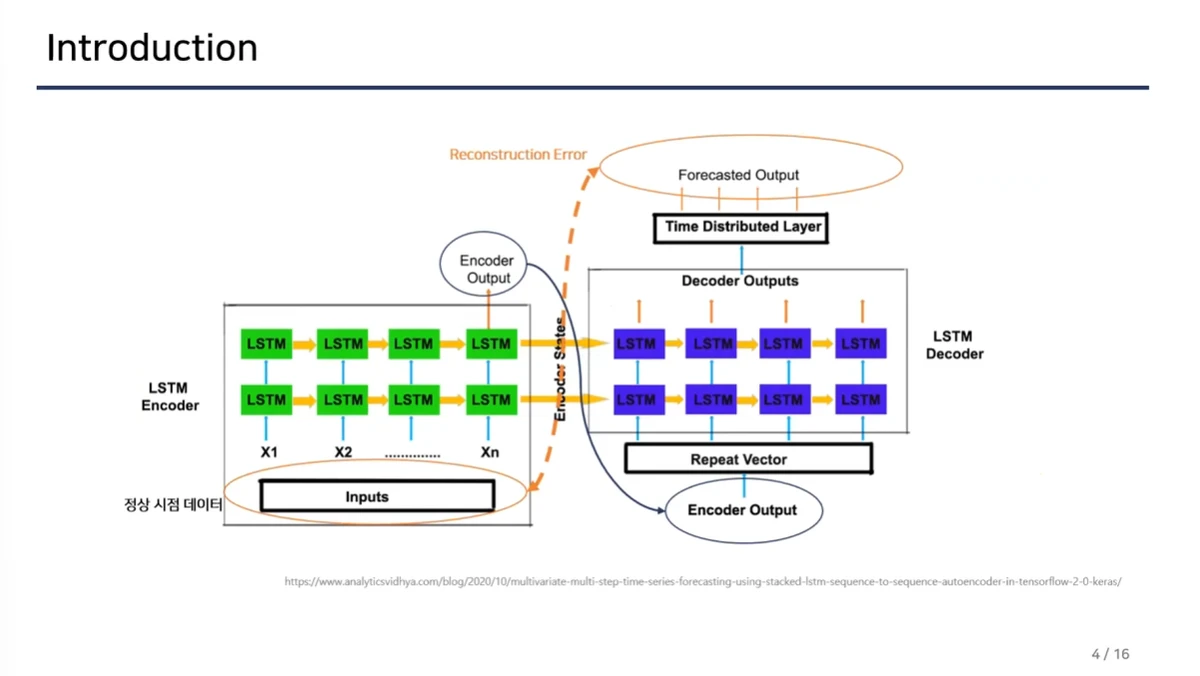 Introduction
Reconstruction Error
Forecasted Output
Time Distributed Layer
Encoder
Output
Decoder Outputs
LSTM LSTM LSTM LSTM
LSTM LSTM LSTM LSTM
LSTM
Decoder
Encoder States
LSTM
Encoder
LSTM LSTM LSTM LSTM
LSTM LSTM LSTM LSTM
X1 X2 .............. Xn
Repeat Vector
정상 시점 데이터
Inputs
Encoder Output
https://www.analyticsvidhya.com/blog/2020/10/multivariate-multi-step-time-series-forecasting-using-stacked-lstm-sequence-to-sequence-autoencoder-in-tensorflow-2-0-keras/
4 / 16